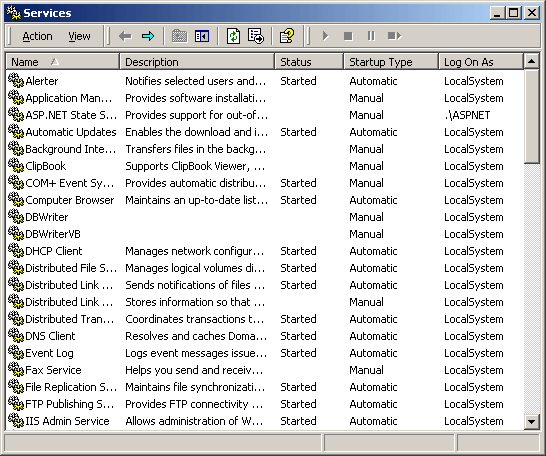 Services
Action View
Name Description Status Startup Type Log On As
Alerter Notifies selected users and... Started Automatic LocalSystem
Application Man... Provides software installati... Manual LocalSystem
ASP.NET State S... Provides support for out-of... Manual .\ASPNET
Automatic Updates Enables the download and i... Started Automatic LocalSystem
Background Inte... Transfers files in the backg... Manual LocalSystem
ClipBook Supports ClipBook Viewer, ... Manual LocalSystem
COM+ Event Sy... Provides automatic distribu... Started Manual LocalSystem
Computer Browser Maintains an up-to-date list... Started Automatic LocalSystem
DBWriter Manual LocalSystem
DBWriterVB Manual LocalSystem
DHCP Client Manages network configur... Started Automatic LocalSystem
Distributed File S... Manages logical volumes di... Started Automatic LocalSystem
Distributed Link ... Sends notifications of files ... Started Automatic LocalSystem
Distributed Link ... Stores information so that ... Manual LocalSystem
Distributed Tran... Coordinates transactions t... Started Automatic LocalSystem
DNS Client Resolves and caches Doma... Started Automatic LocalSystem
Event Log Logs event messages issue... Started Automatic LocalSystem
Fax Service Helps you send and receiv... Manual LocalSystem
File Replication S... Maintains file synchronizati... Started Automatic LocalSystem
FTP Publishing S... Provides FTP connectivity ... Started Automatic LocalSystem
IIS Admin Service Allows administration of W... Started Automatic LocalSystem